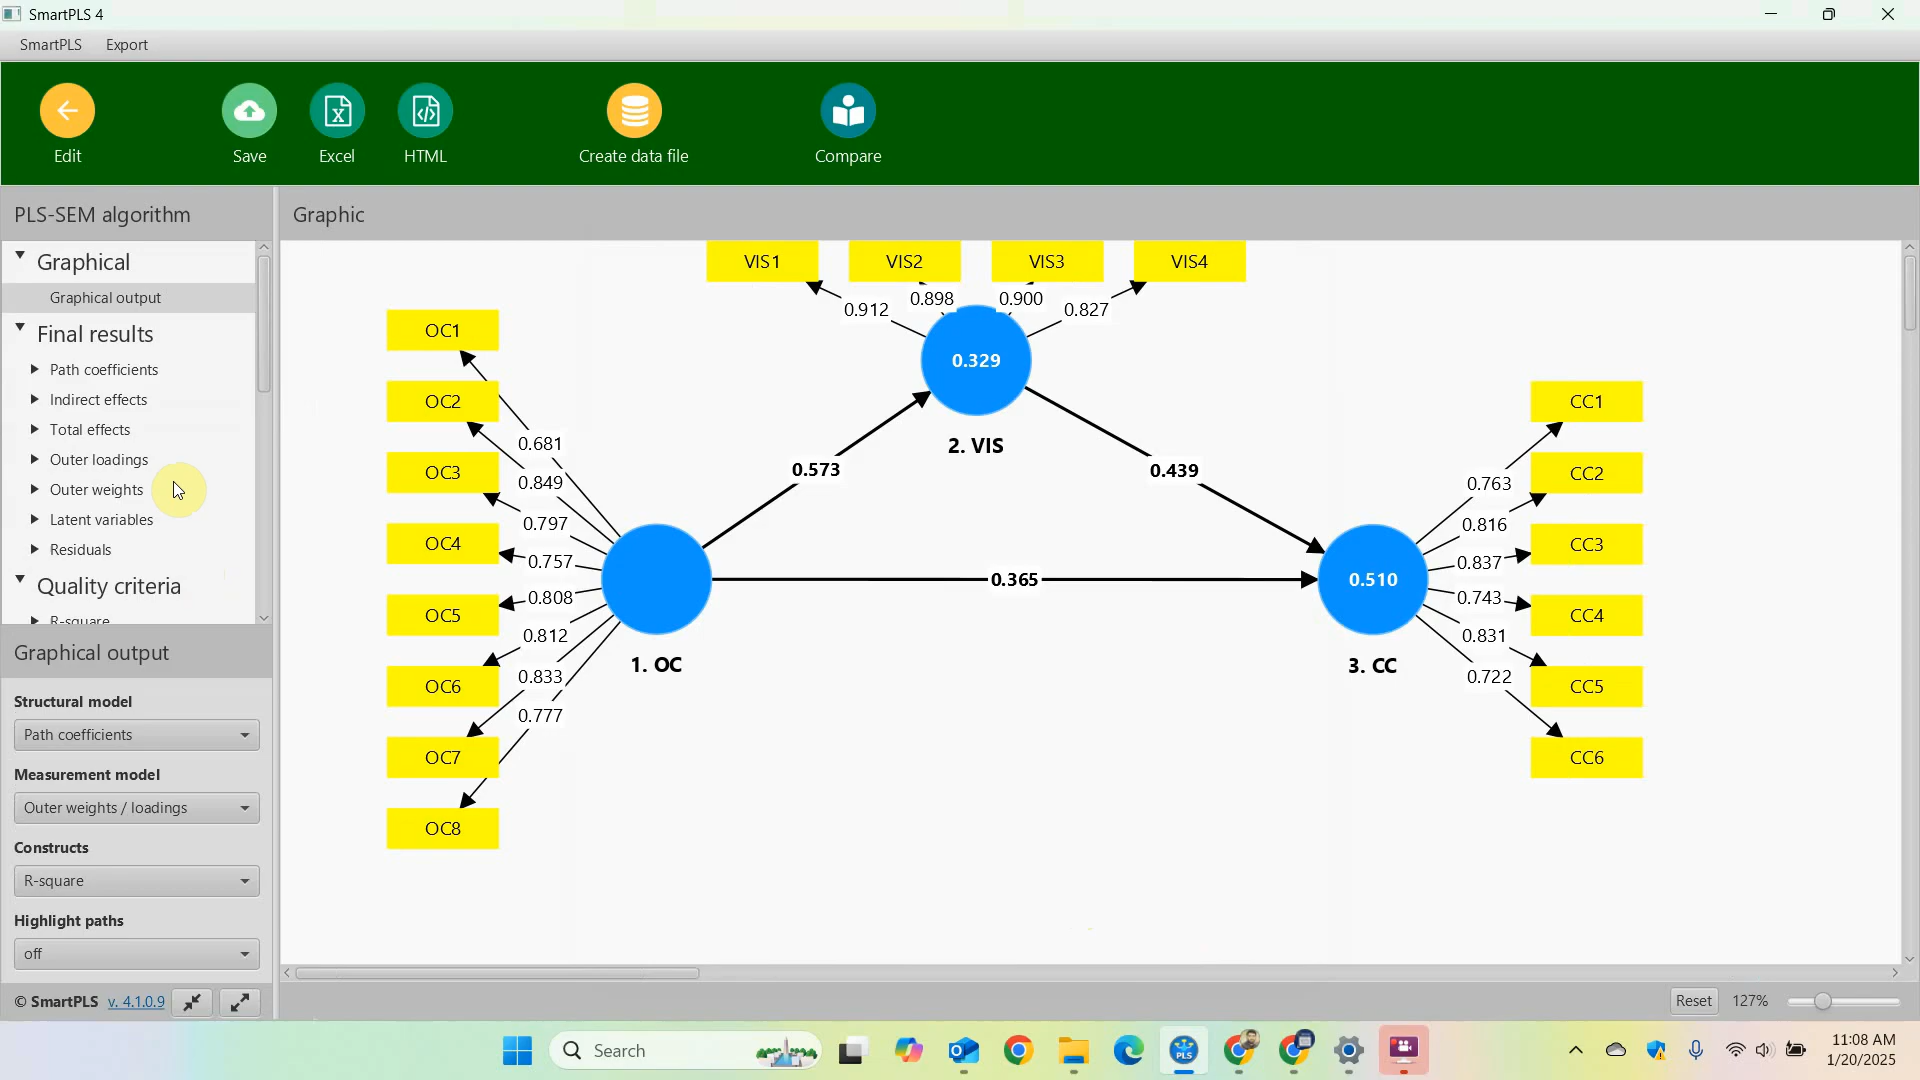 SmartPLS 4
SmartPLS Export
Edit Save Excel HTML Create data file Compare
PLS-SEM algorithm
Graphical
Graphical output
Final results
Path coefficients
Indirect effects
Total effects
Outer loadings
Outer weights
Latent variables
Residuals
Quality criteria
R-square
Graphical output
Structural model
Path coefficients
Measurement model
Outer weights / loadings
Constructs
R-square
Highlight paths
off
© SmartPLS v. 4.1.0.9
Graphic
VIS1 VIS2 VIS3 VIS4
0.912 0.898 0.900 0.827
0.329
2. VIS
OC1
OC2
OC3
OC4
OC5
OC6
OC7
OC8
0.681
0.849
0.797
0.757
0.808
0.812
0.833
0.777
1. OC
0.573
0.439
0.365
0.510
3. CC
0.763
0.816
0.837
0.743
0.831
0.722
CC1
CC2
CC3
CC4
CC5
CC6
Reset 127%
Search
PLS
11:08 AM
1/20/2025